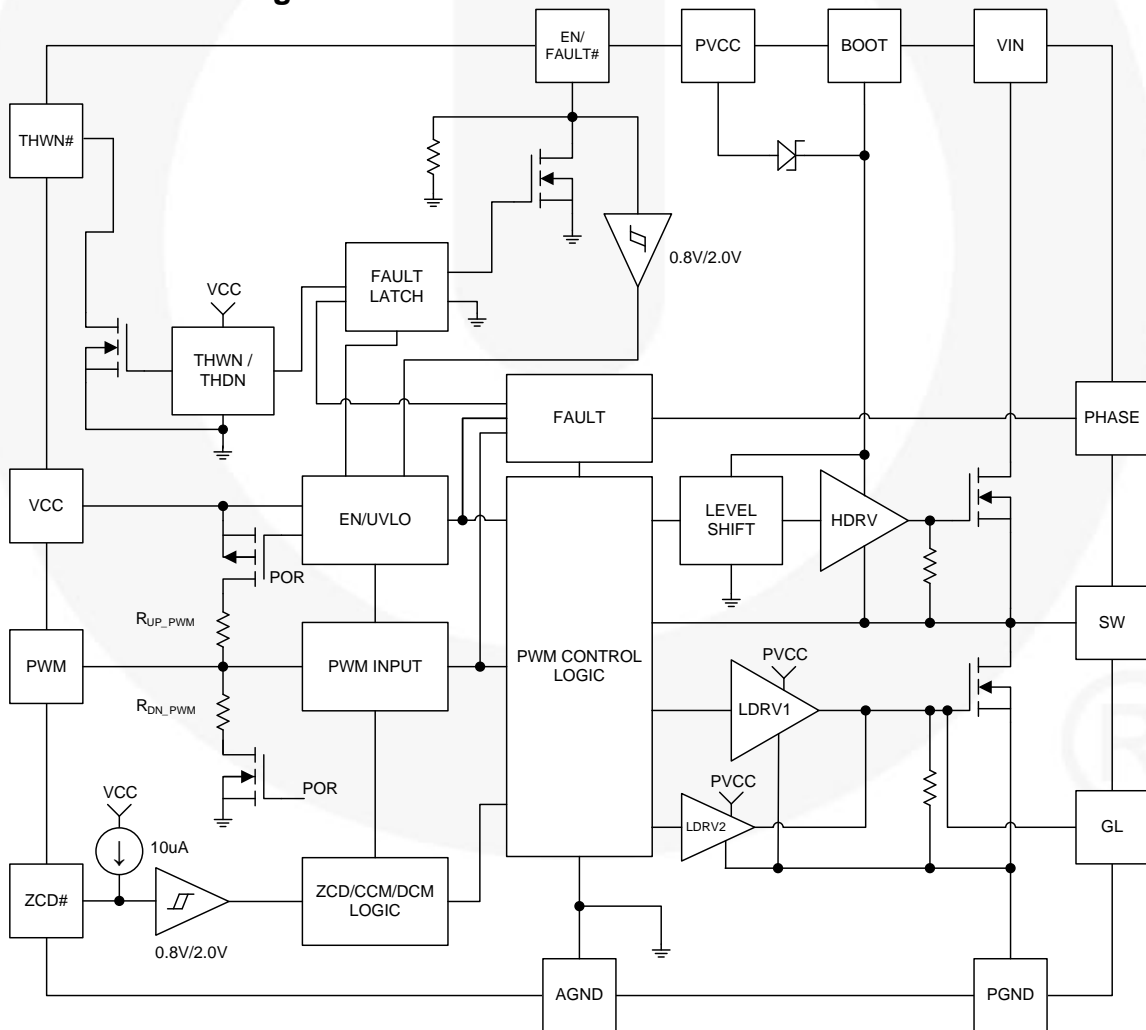 EN/
FAULT#
PVCC
BOOT
VIN
THWN#
0.8V/2.0V
FAULT
LATCH
VCC
THWN /
THDN
FAULT
PHASE
VCC
EN/UVLO
LEVEL
SHIFT
HDRV
POR
RUP_PWM
SW
PWM
PWM INPUT
PWM CONTROL
LOGIC
PVCC
LDRV1
RDN_PWM
POR
PVCC
VCC
LDRV2
GL
10uA
ZCD#
ZCD/CCM/DCM
LOGIC
0.8V/2.0V
AGND
PGND
®